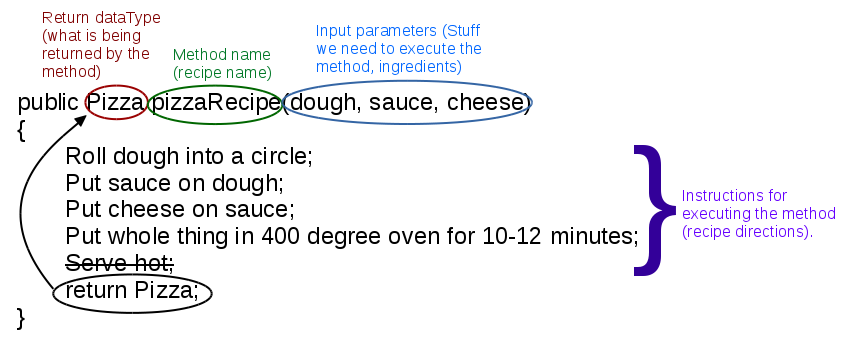 Return dataType
(what is being
returned by the
method)
Method name
(recipe name)
Input parameters (Stuff
we need to execute the
method, ingredients)
public Pizza pizzaRecipe(dough, sauce, cheese)
{
Roll dough into a circle;
Put sauce on dough;
Put cheese on sauce;
Put whole thing in 400 degree oven for 10-12 minutes;
Serve hot;
return Pizza;
}
Instructions for
executing the method
(recipe directions).